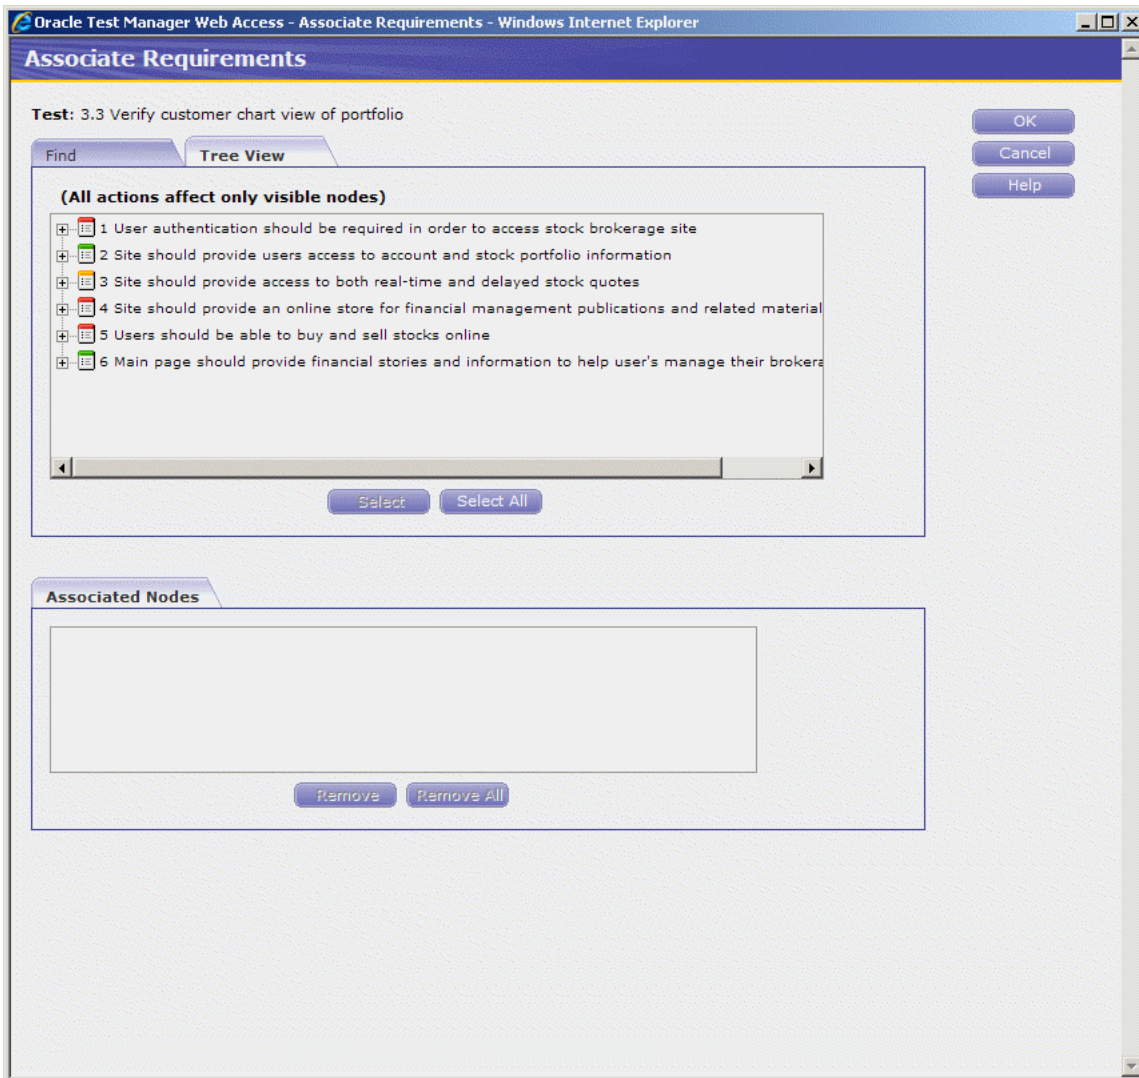 Oracle Test Manager Web Access - Associate Requirements - Windows Internet Explorer
Associate Requirements
Test: 3.3 Verify customer chart view of portfolio
OK
Find
Tree View
Cancel
Help
(All actions affect only visible nodes)
1 User authentication should be required in order to access stock brokerage site
2 Site should provide users access to account and stock portfolio information
3 Site should provide access to both real-time and delayed stock quotes
4 Site should provide an online store for financial management publications and related material
5 Users should be able to buy and sell stocks online
6 Main page should provide financial stories and information to help user's manage their brokera
Select
Select All
Associated Nodes
Remove
Remove All